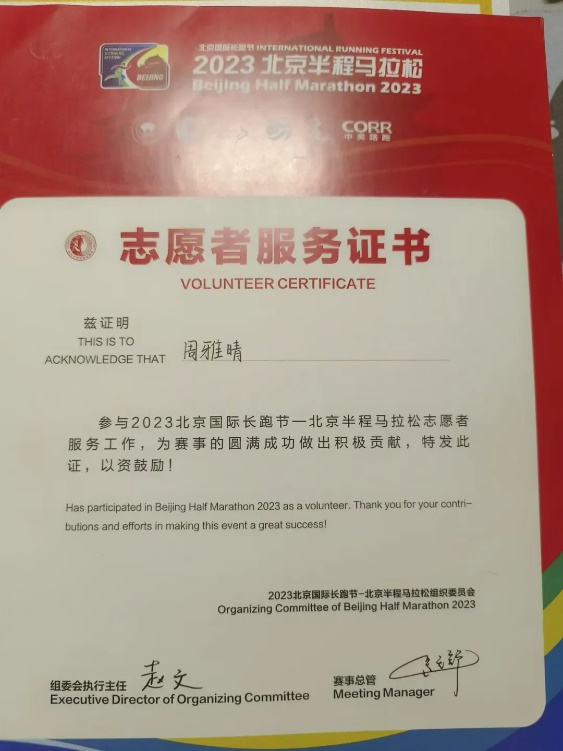 北京国际长跑节 INTERNATIONAL RUNNING FESTIVAL
2023 北京半程马拉松
Beijing Half Marathon 2023
BEIJING
CORR
中奥路跑
志愿者服务证书
VOLUNTEER CERTIFICATE
兹证明
THIS IS TO
ACKNOWLEDGE THAT
周雅晴
参与2023北京国际长跑节—北京半程马拉松志愿者
服务工作，为赛事的圆满成功做出积极贡献，特发此
证，以资鼓励！
Has participated in Beijing Half Marathon 2023 as a volunteer. Thank you for your contri-
butions and efforts in making this event a great success!
2023北京国际长跑节-北京半程马拉松组织委员会
Organizing Committee of Beijing Half Marathon 2023
组委会执行主任 赵文
Executive Director of Organizing Committee
赛事总管
Meeting Manager